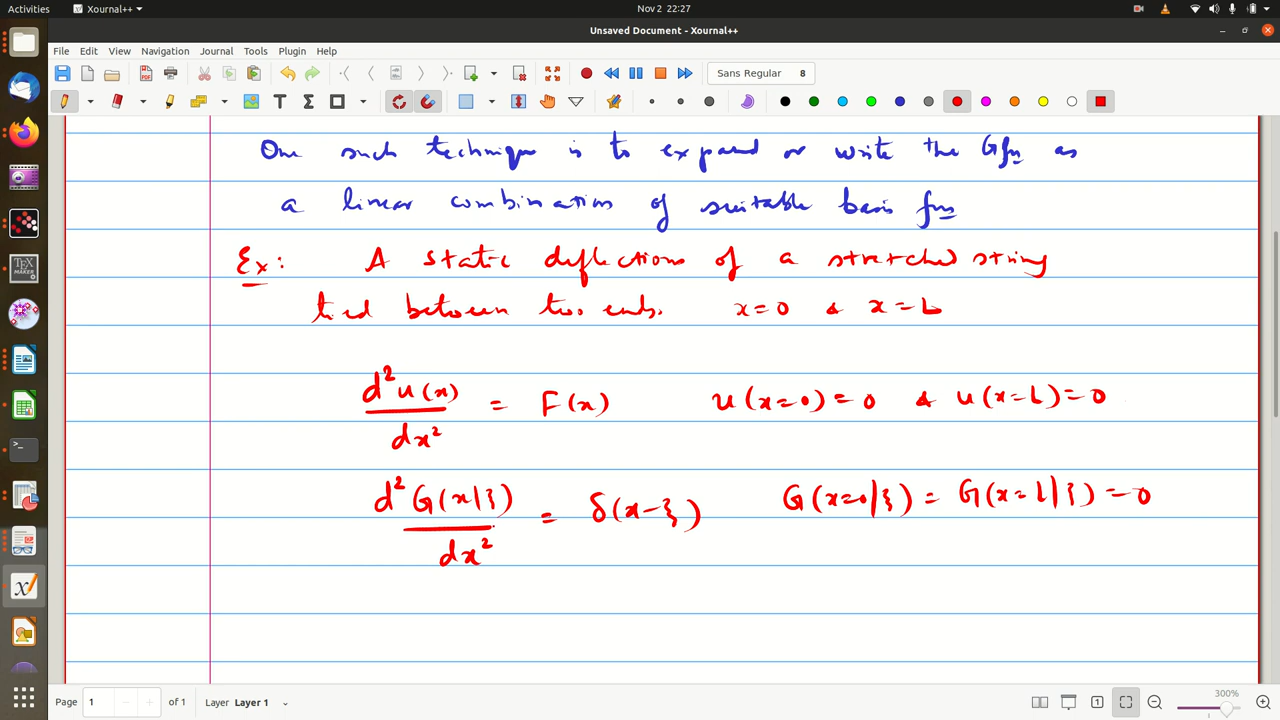 Activities Xournal++ Nov 2 22:27
Unsaved Document - Xournal++
File Edit View Navigation Journal Tools Plugin Help
Sans Regular 8
One such technique is to expand or write the Gfn as
a linear combination of suitable basis fns
Ex: A static deflections of a stretched string
tied between two ends. x=0 & x=L
d²u(x)/dx² = F(x) u(x=0)=0 & u(x=L)=0
d²G(x|ξ)/dx² = δ(x-ξ) G(x=0|ξ) = G(x=L|ξ)=0
Page 1 of 1 Layer Layer 1 300%